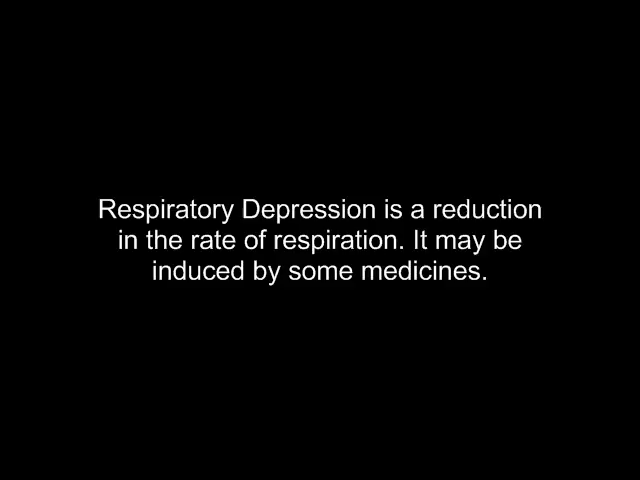 Respiratory Depression is a reduction
in the rate of respiration. It may be
induced by some medicines.